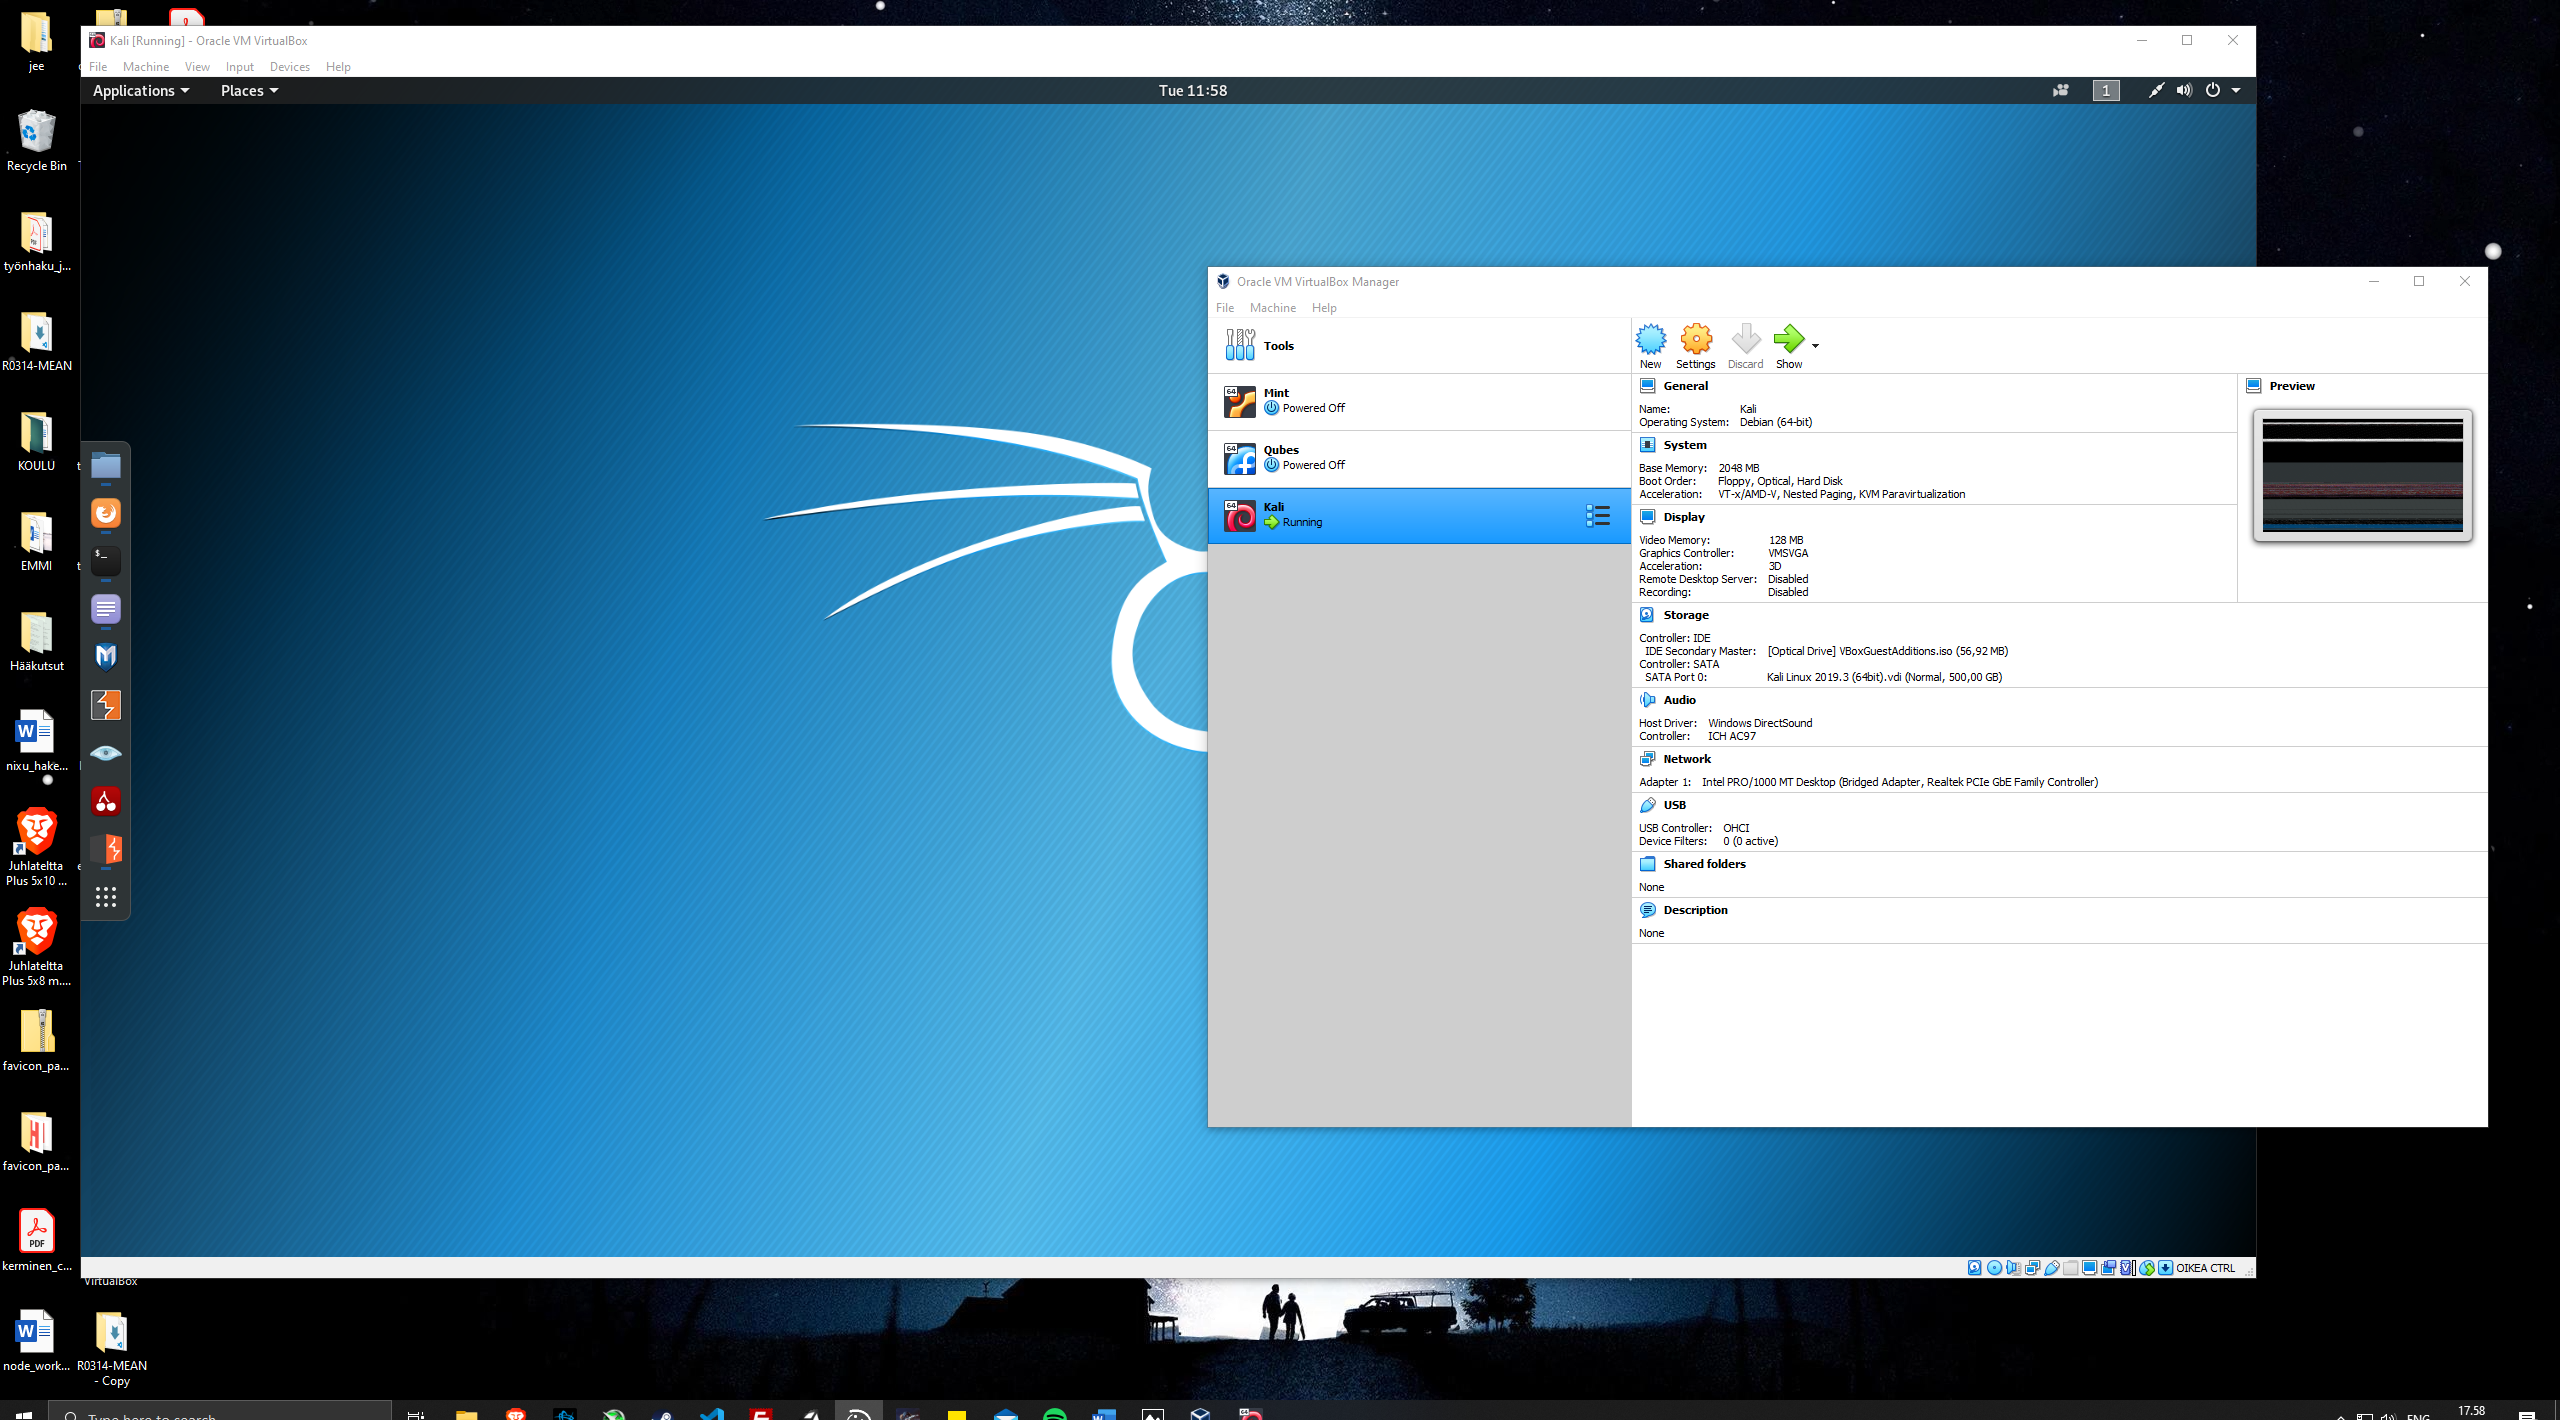 jee
Recycle Bin
työnhaku_j...
R0314-MEAN
KOULU
EMMI
Hääkutsut
nixu_hake...
Juhlateltta
Plus 5x10 ...
Juhlateltta
Plus 5x8 m....
favicon_pa...
favicon_pa...
kerminen_c...
VirtualBox
node_work...
R0314-MEAN
- Copy
Kali [Running] - Oracle VM VirtualBox
File Machine View Input Devices Help
Applications Places Tue 11:58 1
OIKEA CTRL
Oracle VM VirtualBox Manager
File Machine Help
Tools
64 Mint
Powered Off
64 Qubes
Powered Off
64 Kali
Running
New Settings Discard Show
General
Name: Kali
Operating System: Debian (64-bit)
System
Base Memory: 2048 MB
Boot Order: Floppy, Optical, Hard Disk
Acceleration: VT-x/AMD-V, Nested Paging, KVM Paravirtualization
Display
Video Memory: 128 MB
Graphics Controller: VMSVGA
Acceleration: 3D
Remote Desktop Server: Disabled
Recording: Disabled
Storage
Controller: IDE
IDE Secondary Master: [Optical Drive] VBoxGuestAdditions.iso (56,92 MB)
Controller: SATA
SATA Port 0: Kali Linux 2019.3 (64bit).vdi (Normal, 500,00 GB)
Audio
Host Driver: Windows DirectSound
Controller: ICH AC97
Network
Adapter 1: Intel PRO/1000 MT Desktop (Bridged Adapter, Realtek PCIe GbE Family Controller)
USB
USB Controller: OHCI
Device Filters: 0 (0 active)
Shared folders
None
Description
None
Preview
Type here to search
ENG
17.58